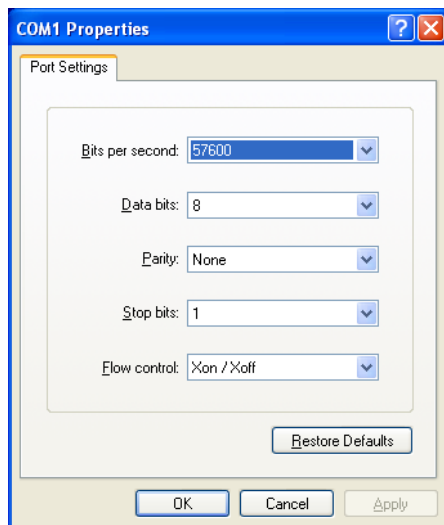 COM1 Properties
Port Settings
Bits per second: 57600
Data bits: 8
Parity: None
Stop bits: 1
Flow control: Xon / Xoff
Restore Defaults
OK Cancel Apply